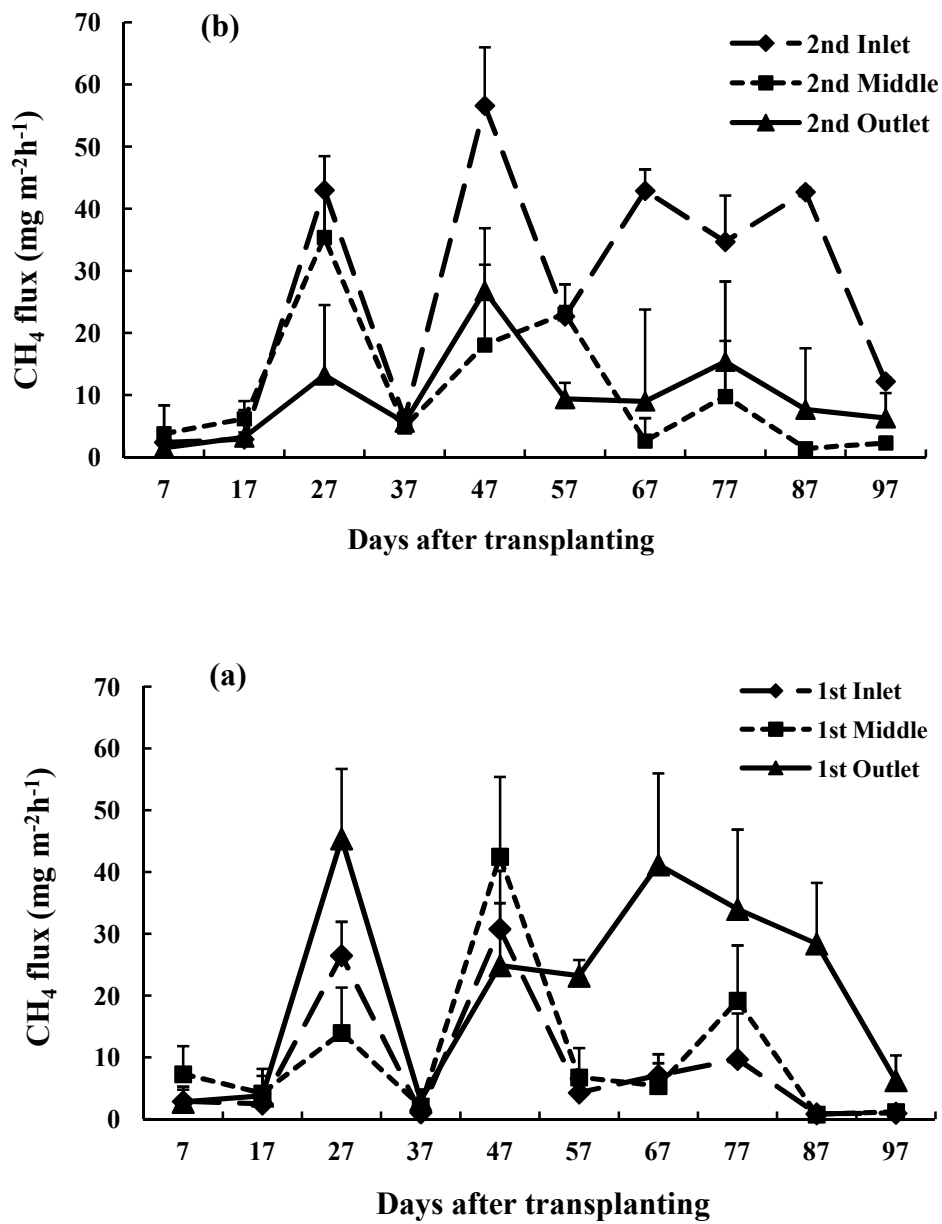 (b)
2nd Inlet
2nd Middle
2nd Outlet
CH4 flux (mg m-2h-1)
70
60
50
40
30
20
10
0
7 17 27 37 47 57 67 77 87 97
Days after transplanting
(a)
1st Inlet
1st Middle
1st Outlet
CH4 flux (mg m-2h-1)
70
60
50
40
30
20
10
0
7 17 27 37 47 57 67 77 87 97
Days after transplanting